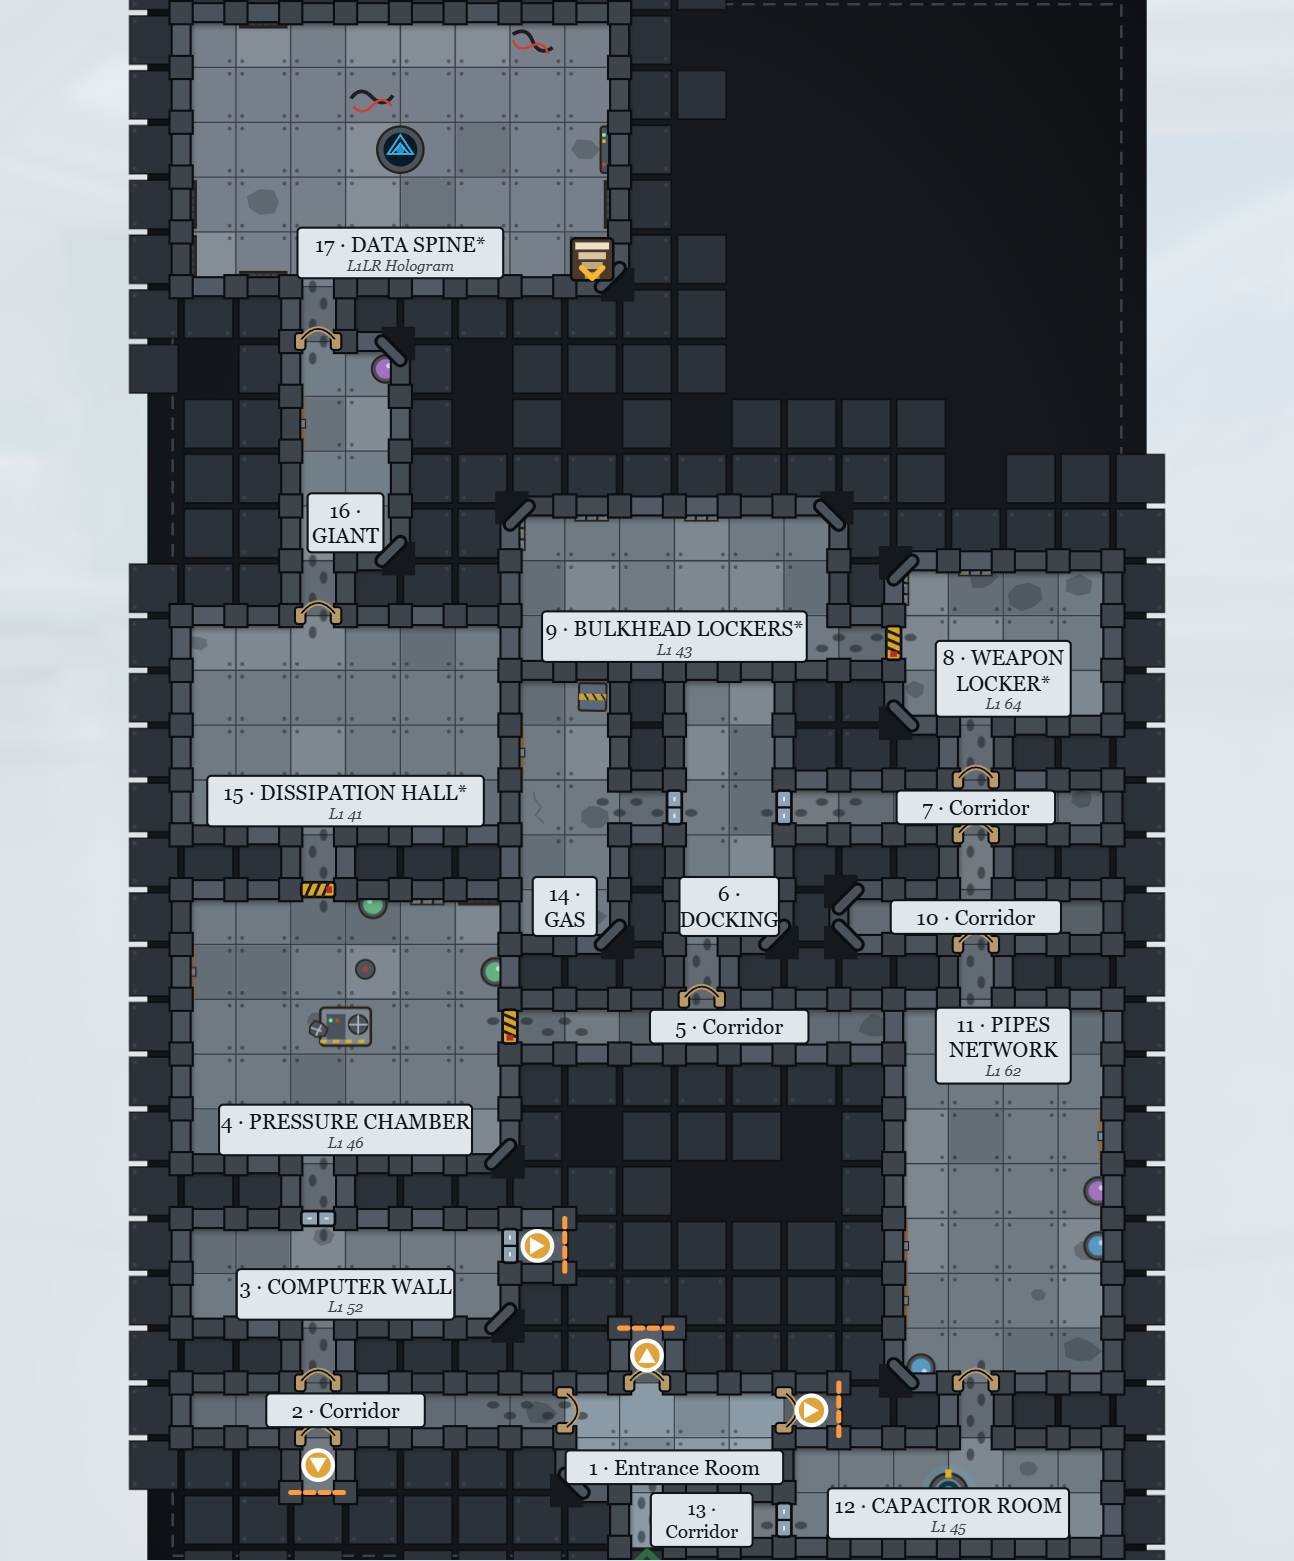 17 · DATA SPINE*
L1LR Hologram
16 ·
GIANT
9 · BULKHEAD LOCKERS*
L1 43
8 · WEAPON
LOCKER*
L1 64
15 · DISSIPATION HALL*
L1 41
7 · Corridor
14 ·
GAS
6 ·
DOCKING
10 · Corridor
5 · Corridor
11 · PIPES
NETWORK
L1 62
4 · PRESSURE CHAMBER
L1 46
3 · COMPUTER WALL
L1 52
2 · Corridor
1 · Entrance Room
13 ·
Corridor
12 · CAPACITOR ROOM
L1 45